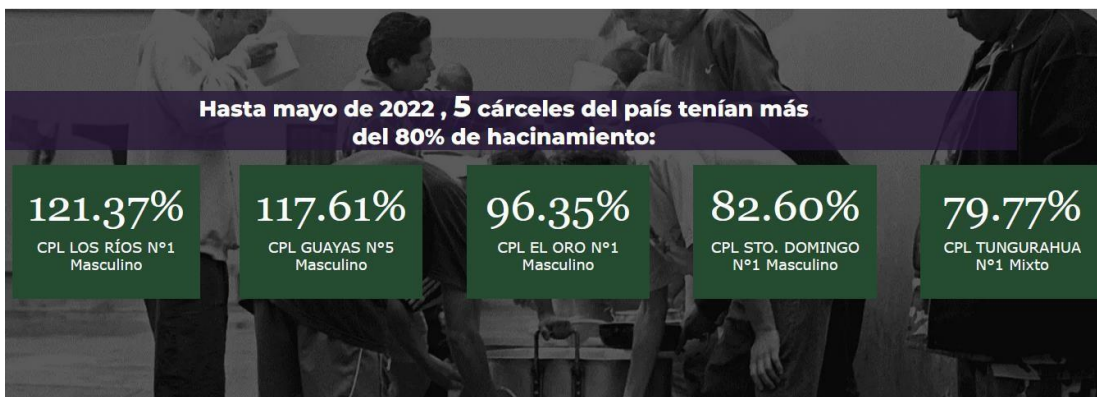 Hasta mayo de 2022 , 5 cárceles del país tenían más
del 80% de hacinamiento:
121.37%
CPL LOS RÍOS N°1
Masculino
117.61%
CPL GUAYAS N°5
Masculino
96.35%
CPL EL ORO N°1
Masculino
82.60%
CPL STO. DOMINGO
N°1 Masculino
79.77%
CPL TUNGURAHUA
N°1 Mixto